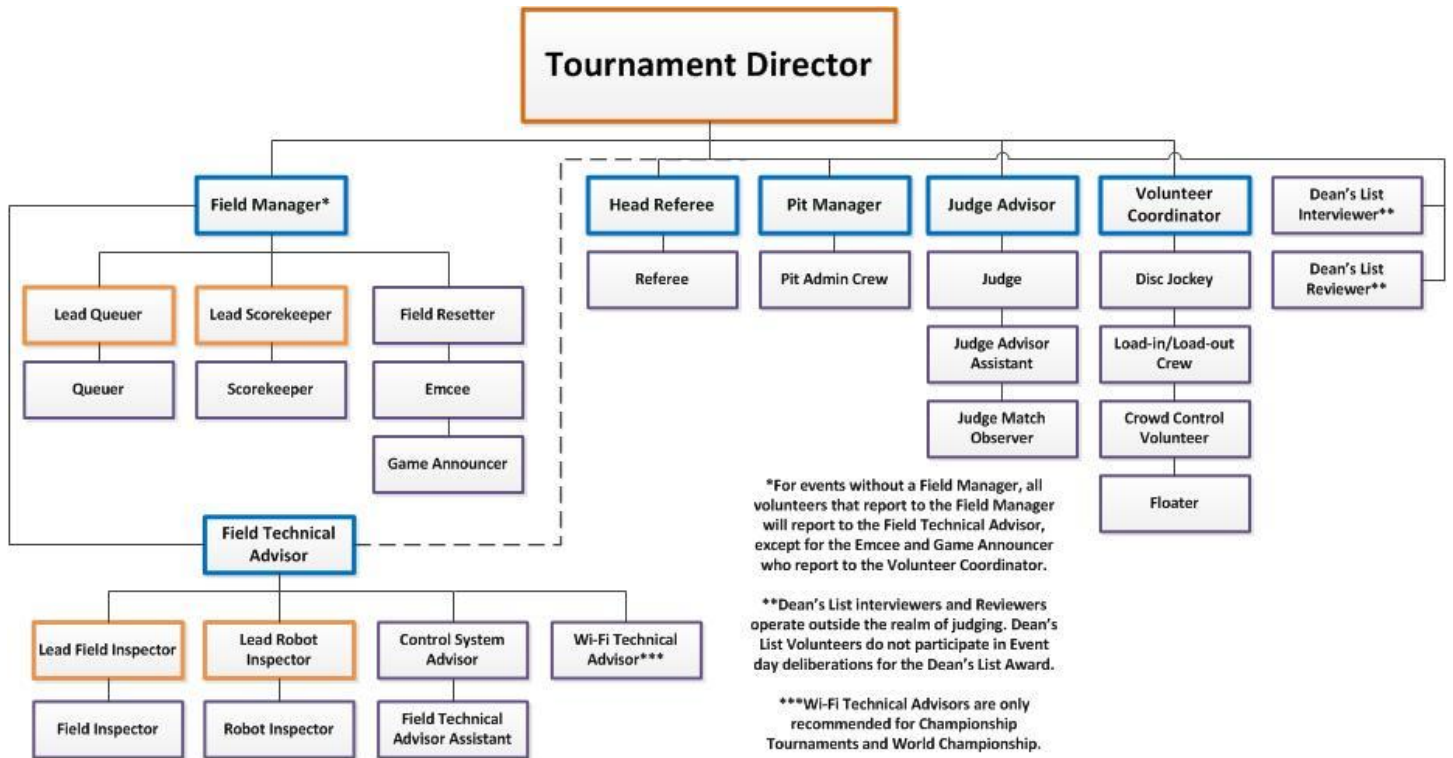 Tournament Director
Field Manager*
Head Referee
Pit Manager
Judge Advisor
Volunteer
Coordinator
Dean's List
Interviewer**
Referee
Pit Admin Crew
Judge
Disc Jockey
Dean's List
Reviewer**
Lead Queuer
Lead Scorekeeper
Field Resetter
Judge Advisor
Assistant
Load-in/Load-out
Crew
Queuer
Scorekeeper
Emcee
Judge Match
Observer
Crowd Control
Volunteer
Game Announcer
Floater
*For events without a Field Manager, all
volunteers that report to the Field Manager
will report to the Field Technical Advisor,
except for the Emcee and Game Announcer
who report to the Volunteer Coordinator.
Field Technical
Advisor
**Dean's List interviewers and Reviewers
operate outside the realm of judging. Dean's
List Volunteers do not participate in Event
day deliberations for the Dean's List Award.
Lead Field Inspector
Lead Robot
Inspector
Control System
Advisor
Wi-Fi Technical
Advisor***
Field Inspector
Robot Inspector
Field Technical
Advisor Assistant
***Wi-Fi Technical Advisors are only
recommended for Championship
Tournaments and World Championship.